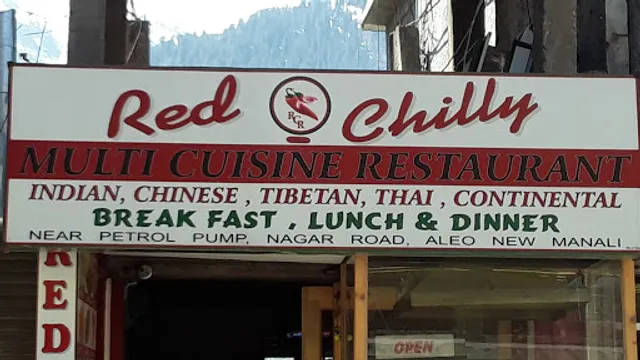 Red Chilly
RCR
MULTI CUISINE RESTAURANT
INDIAN, CHINESE , TIBETAN, THAI , CONTINENTAL
BREAK FAST , LUNCH & DINNER
NEAR PETROL PUMP, NAGAR ROAD, ALEO NEW MANALI
RED
OPEN